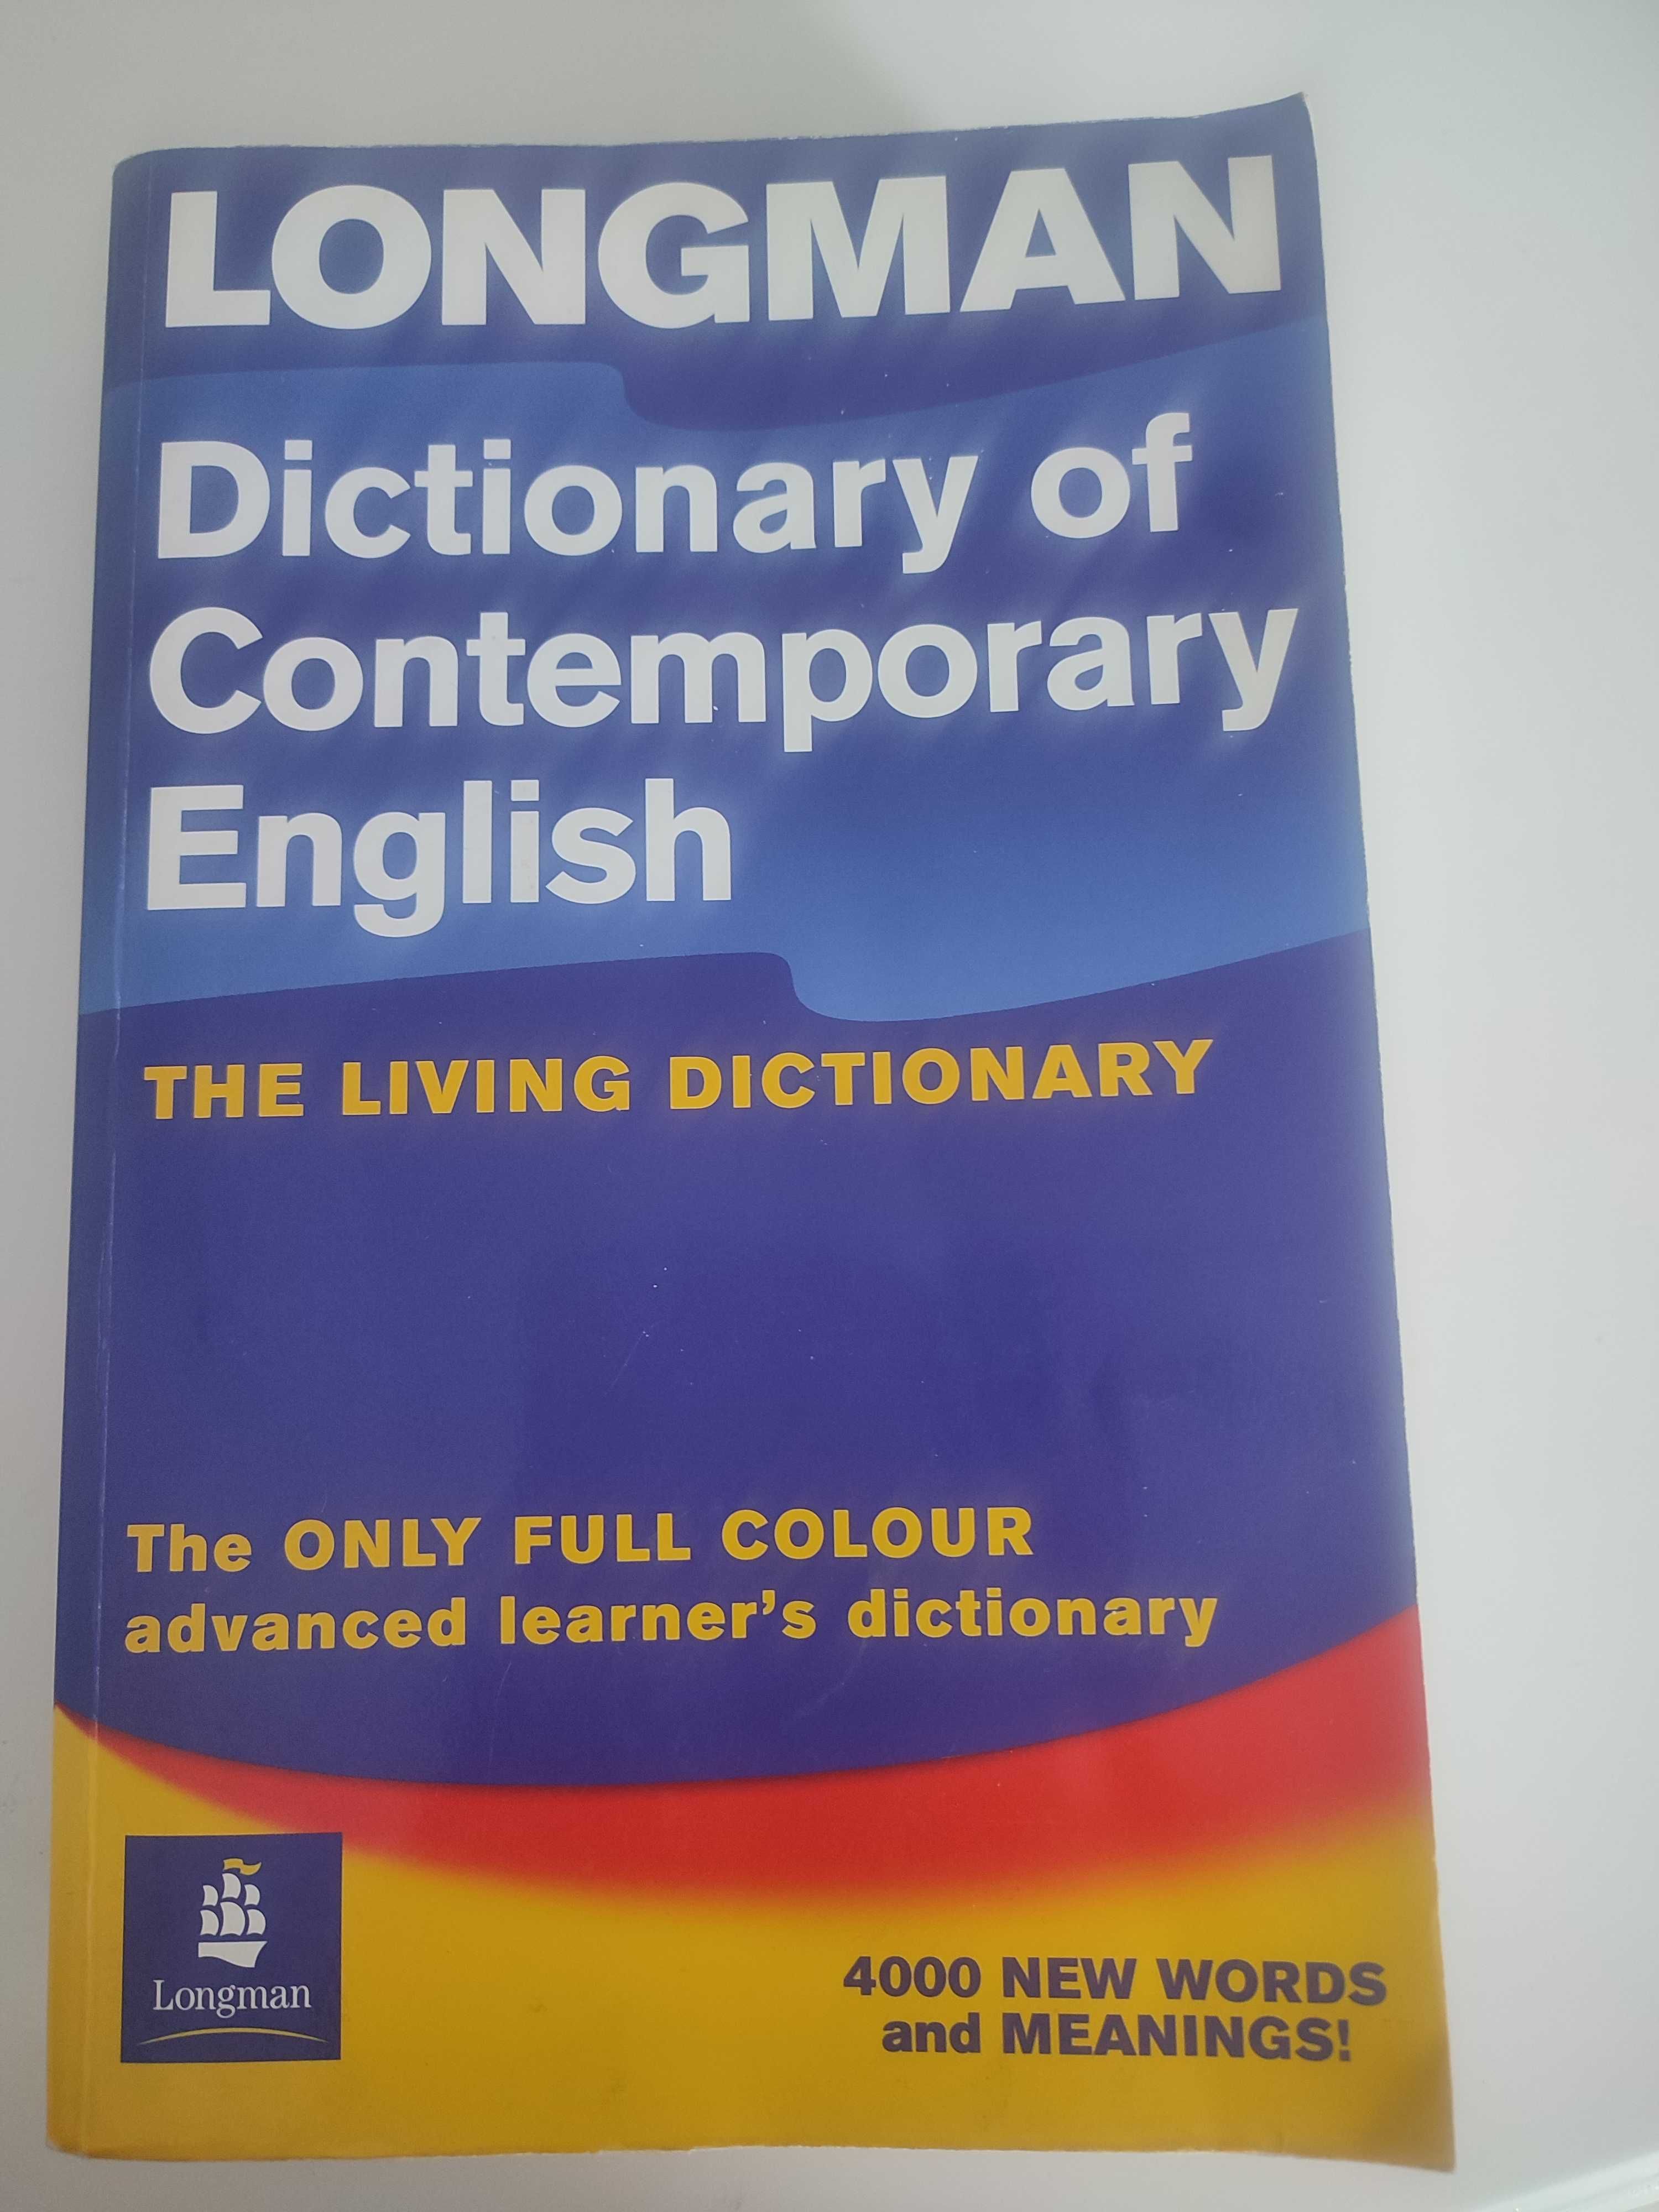 LONGMAN
Dictionary of
Contemporary
English
THE LIVING DICTIONARY
The ONLY FULL COLOUR
advanced learner's dictionary
Longman
4000 NEW WORDS
and MEANINGS!